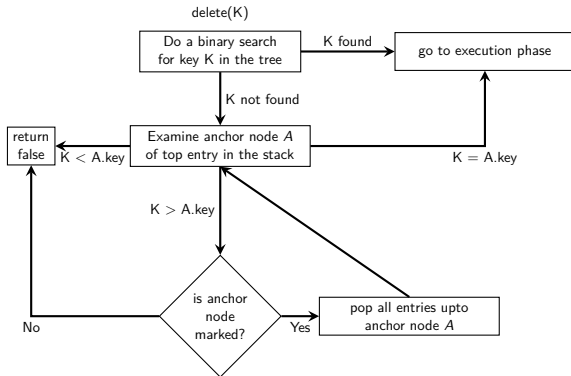 delete(K)
Do a binary search
for key K in the tree
K found
go to execution phase
K not found
return
false
K < A.key
Examine anchor node A
of top entry in the stack
K = A.key
K > A.key
is anchor
node
marked?
No
Yes
pop all entries upto
anchor node A